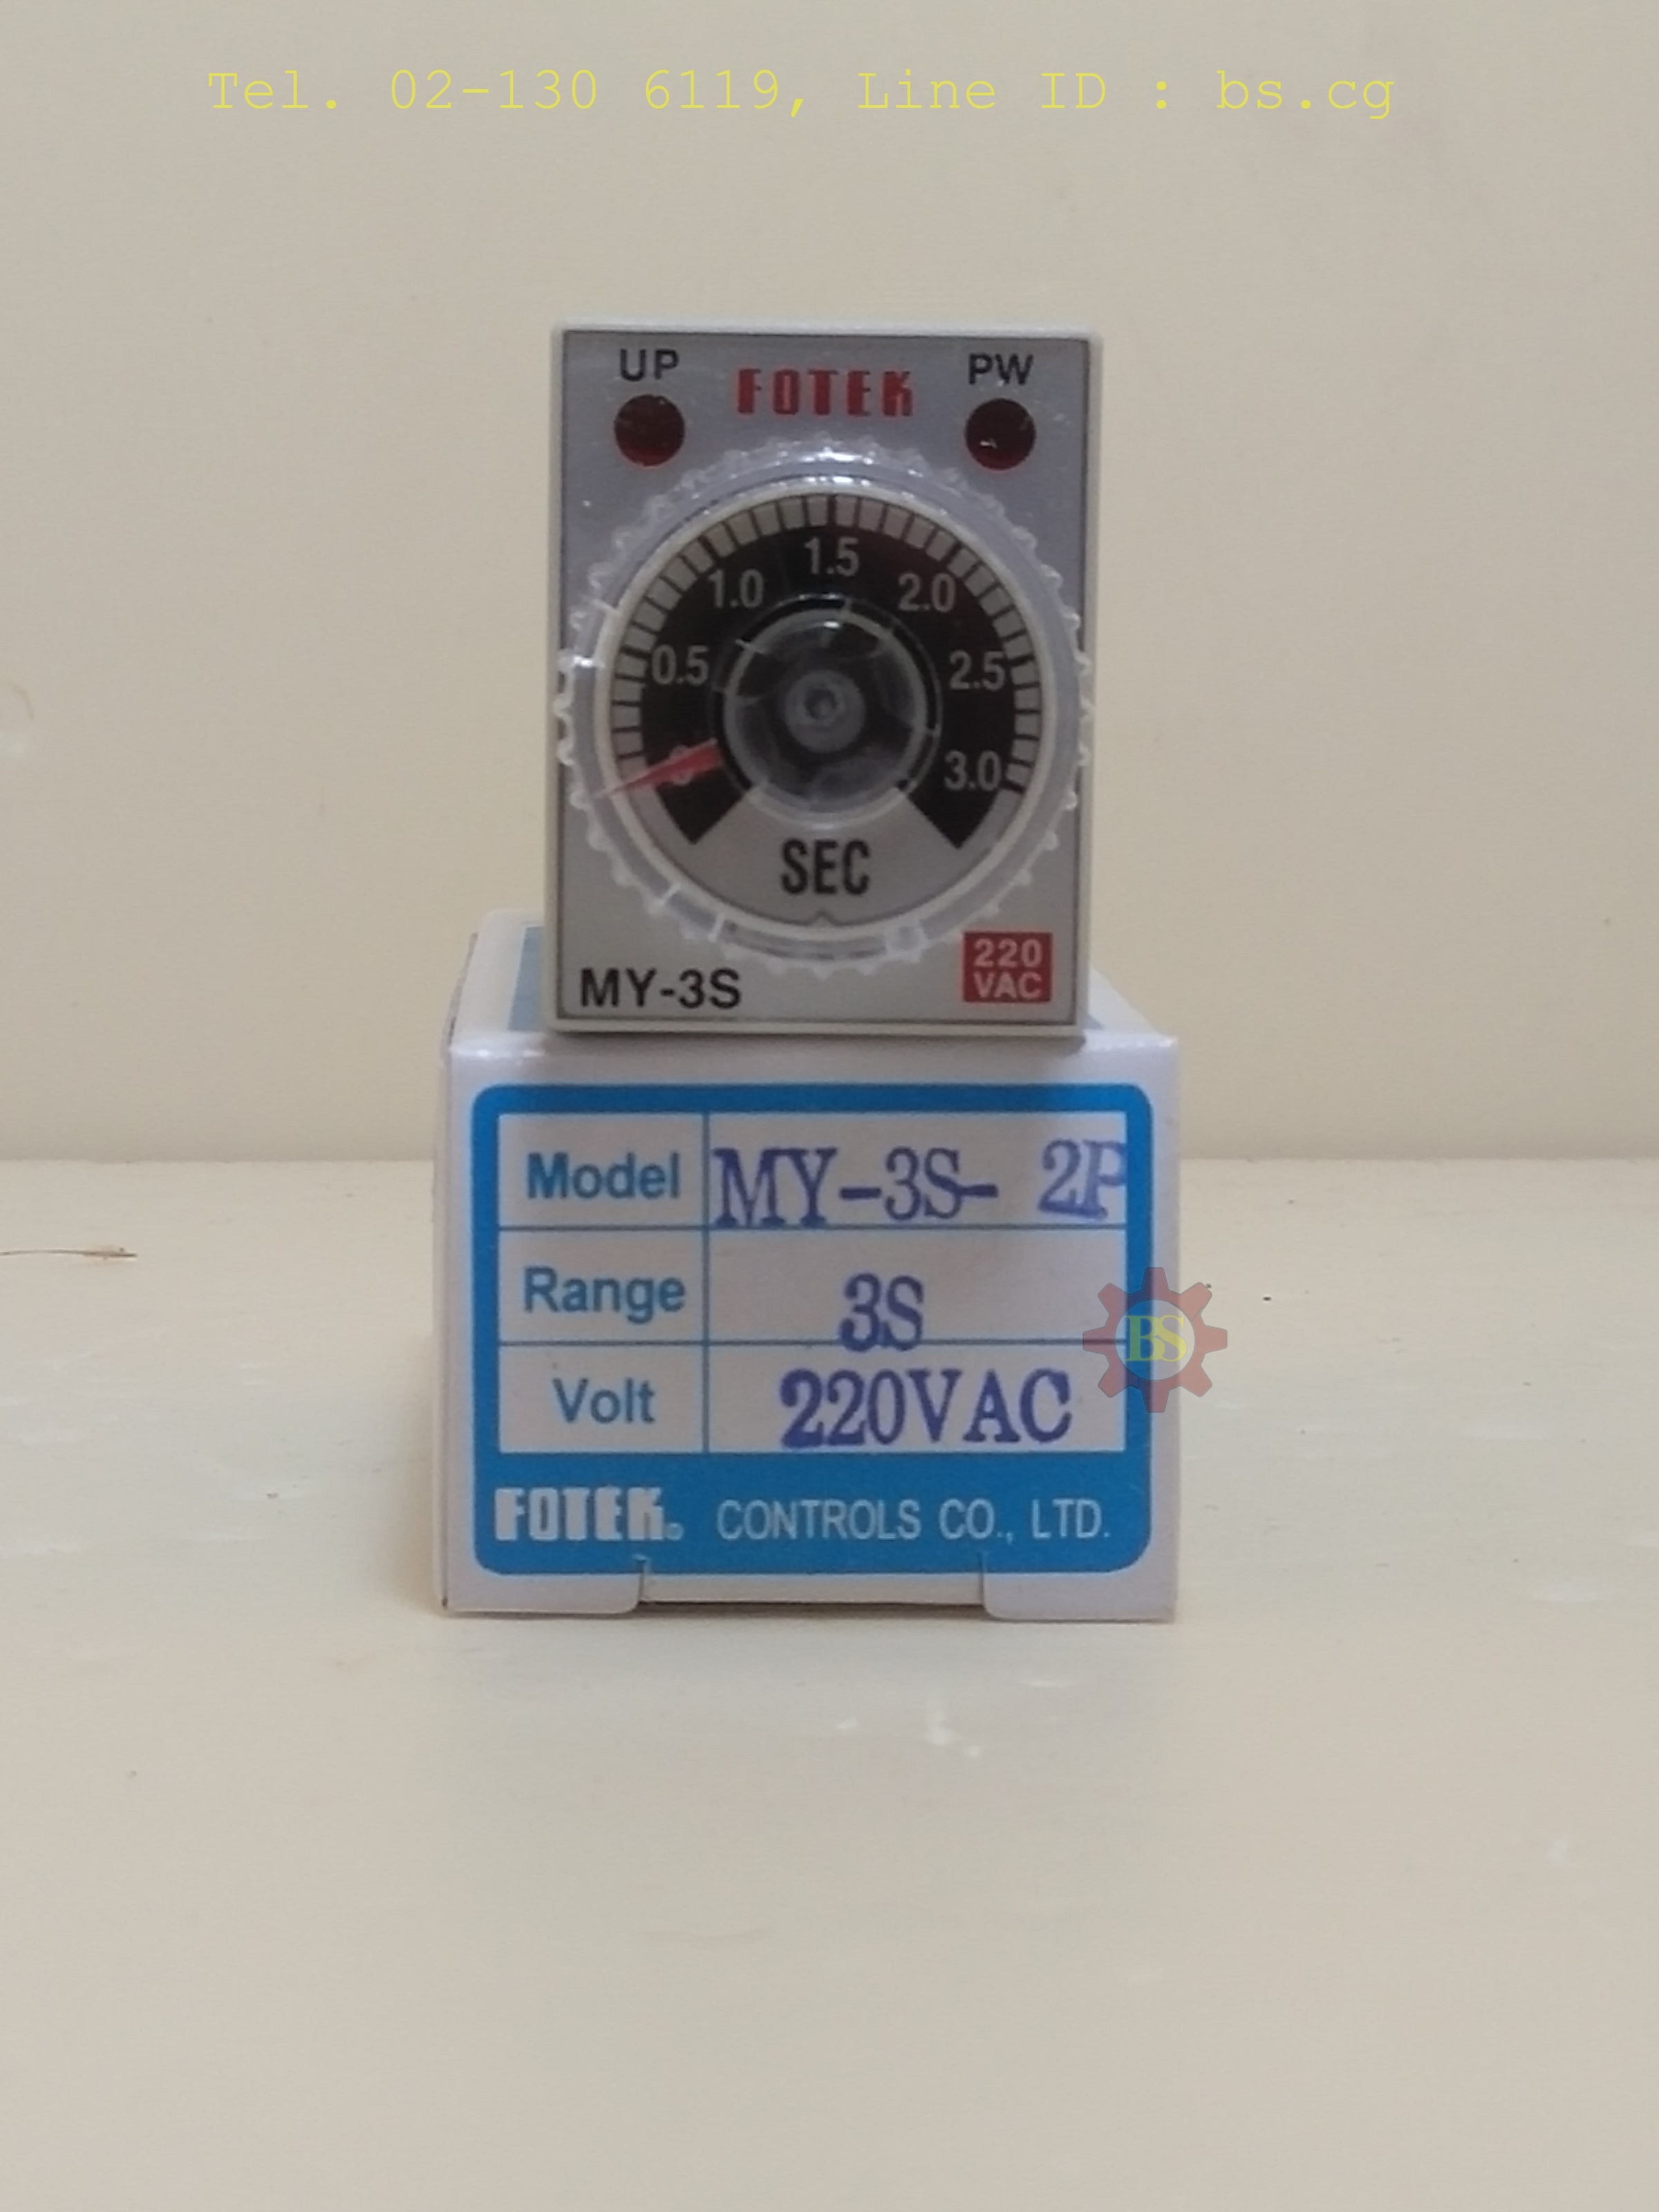 Tel. 02-130 6119, Line ID : bs.cg
UP FOTEK PW
0 0.5 1.0 1.5 2.0 2.5 3.0
SEC
MY-3S 220 VAC
Model MY-3S- 2P
Range 3S
Volt 220VAC
BS
FOTEK® CONTROLS CO., LTD.